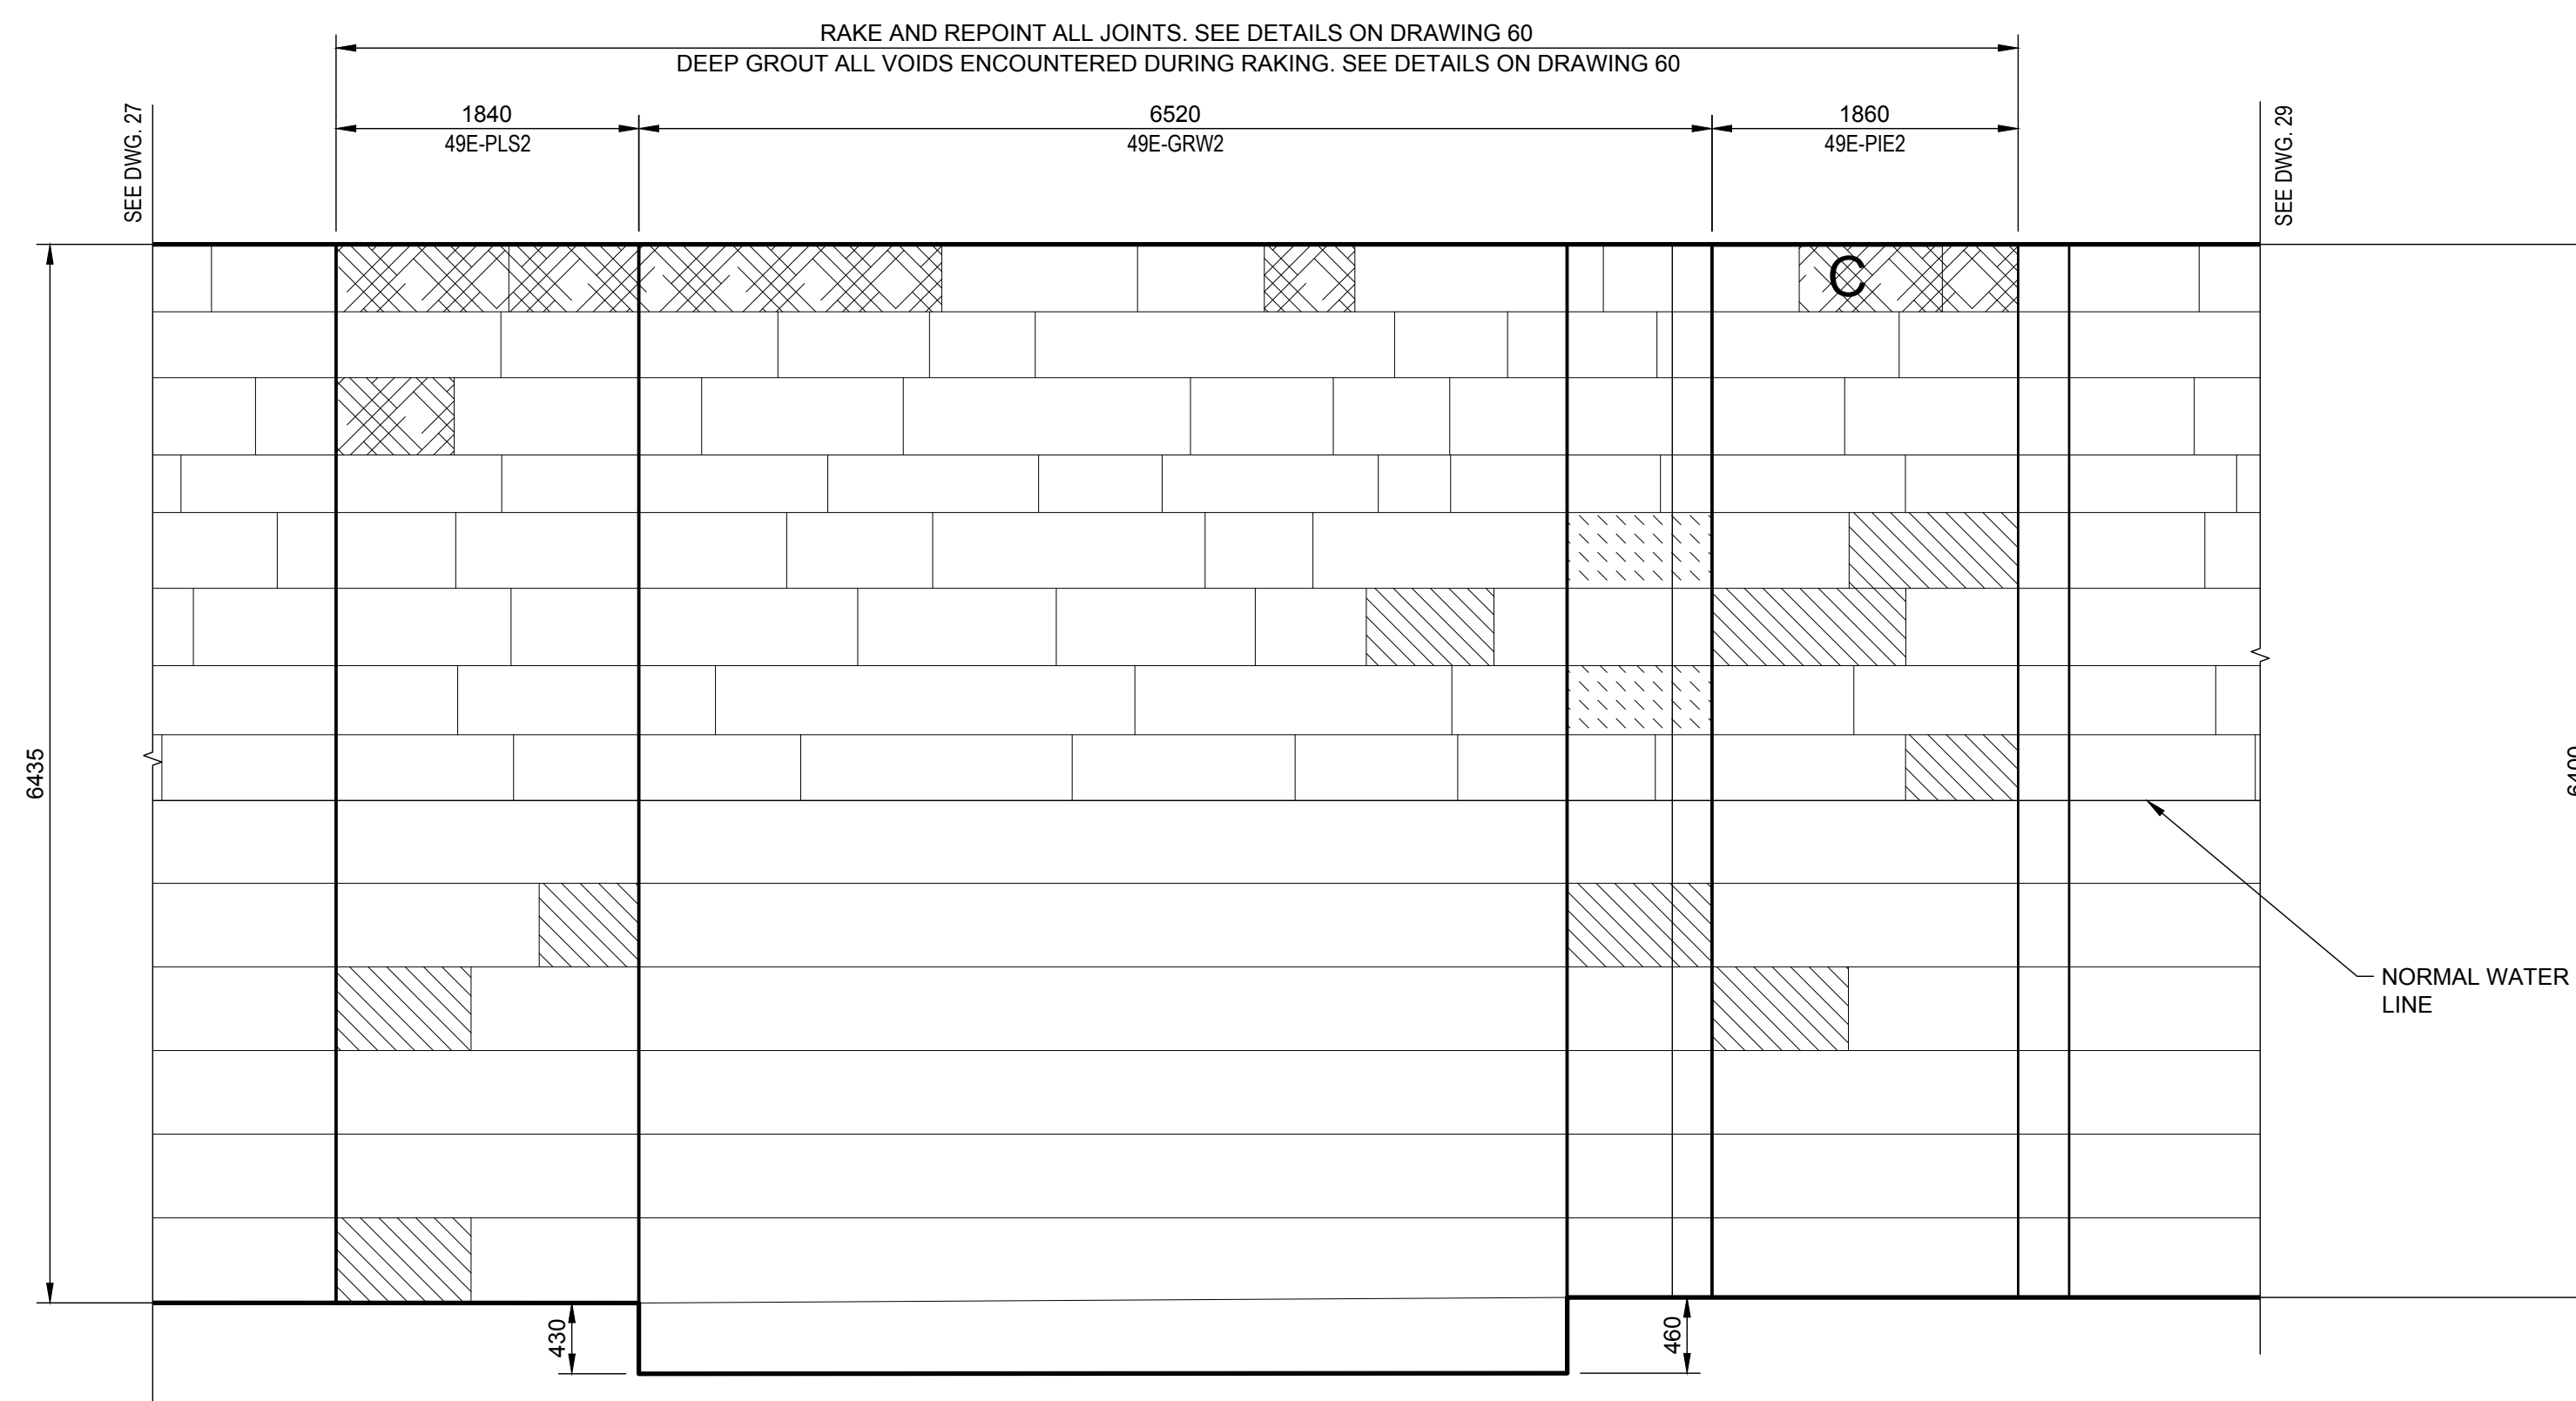 RAKE AND REPOINT ALL JOINTS. SEE DETAILS ON DRAWING 60
DEEP GROUT ALL VOIDS ENCOUNTERED DURING RAKING. SEE DETAILS ON DRAWING 60
SEE DWG. 27
1840
49E-PLS2
6520
49E-GRW2
1860
49E-PIE2
SEE DWG. 29
C
6435
6400
NORMAL WATER
LINE
430
460